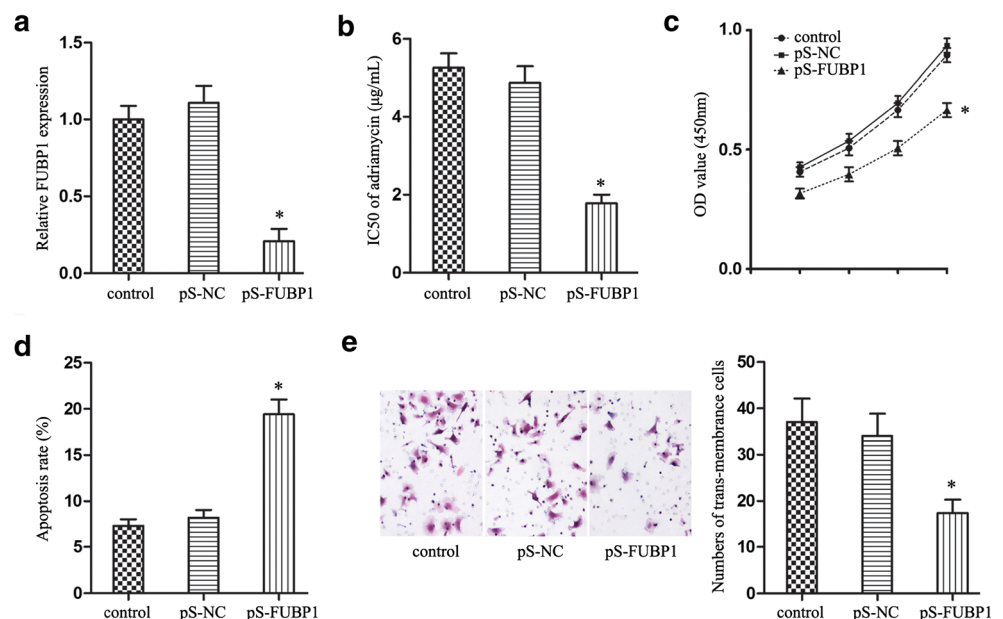 a
Relative FUBP1 expression
1.5
1.0
0.5
0.0
*
control
pS-NC
pS-FUBP1
b
IC50 of adriamycin (μg/mL)
6
4
2
0
*
control
pS-NC
pS-FUBP1
c
OD value (450nm)
1.0
0.5
0.0
control
pS-NC
pS-FUBP1
*
d
Apoptosis rate (%)
25
20
15
10
5
0
*
control
pS-NC
pS-FUBP1
e
control
pS-NC
pS-FUBP1
Numbers of trans-membrance cells
50
40
30
20
10
0
*
control
pS-NC
pS-FUBP1